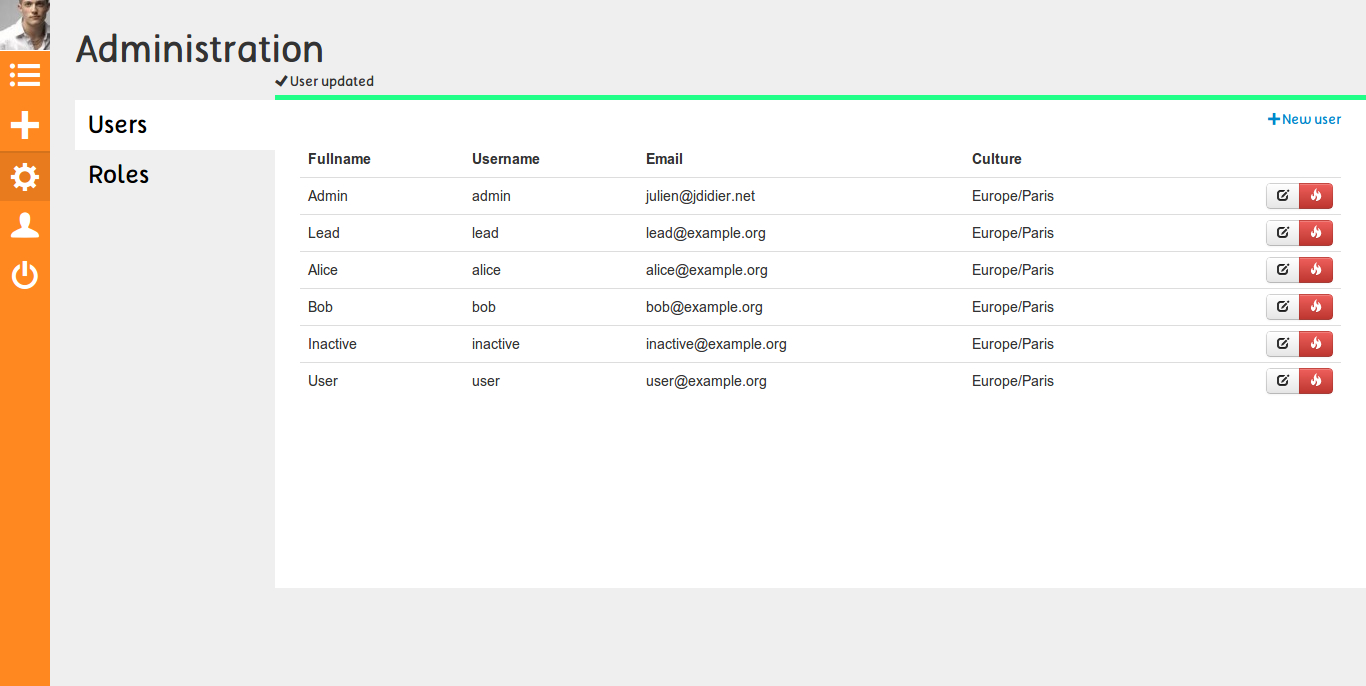 Administration
User updated
Users
New user
Roles
Fullname Username Email Culture
Admin admin julien@jdidier.net Europe/Paris
Lead lead lead@example.org Europe/Paris
Alice alice alice@example.org Europe/Paris
Bob bob bob@example.org Europe/Paris
Inactive inactive inactive@example.org Europe/Paris
User user user@example.org Europe/Paris